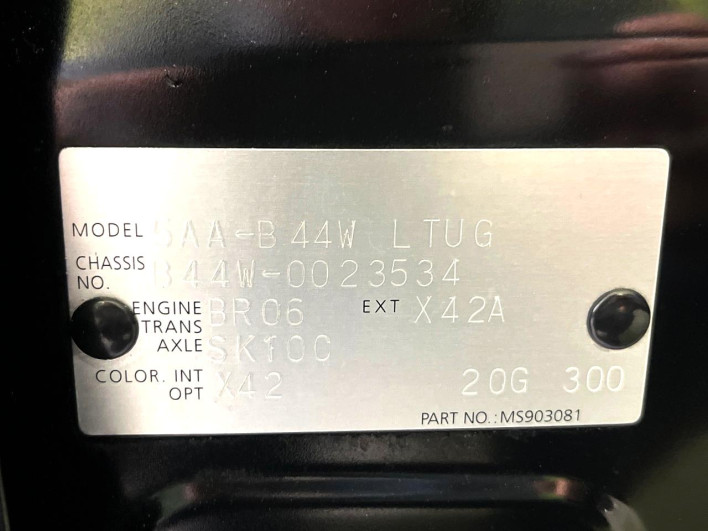 MODEL 5AA-B44W LTUG
CHASSIS NO. B44W-0023534
ENGINE BR06 EXT X42A
TRANS AXLE SK10C
COLOR. INT X42 20G 300
OPT
PART NO.: MS903081